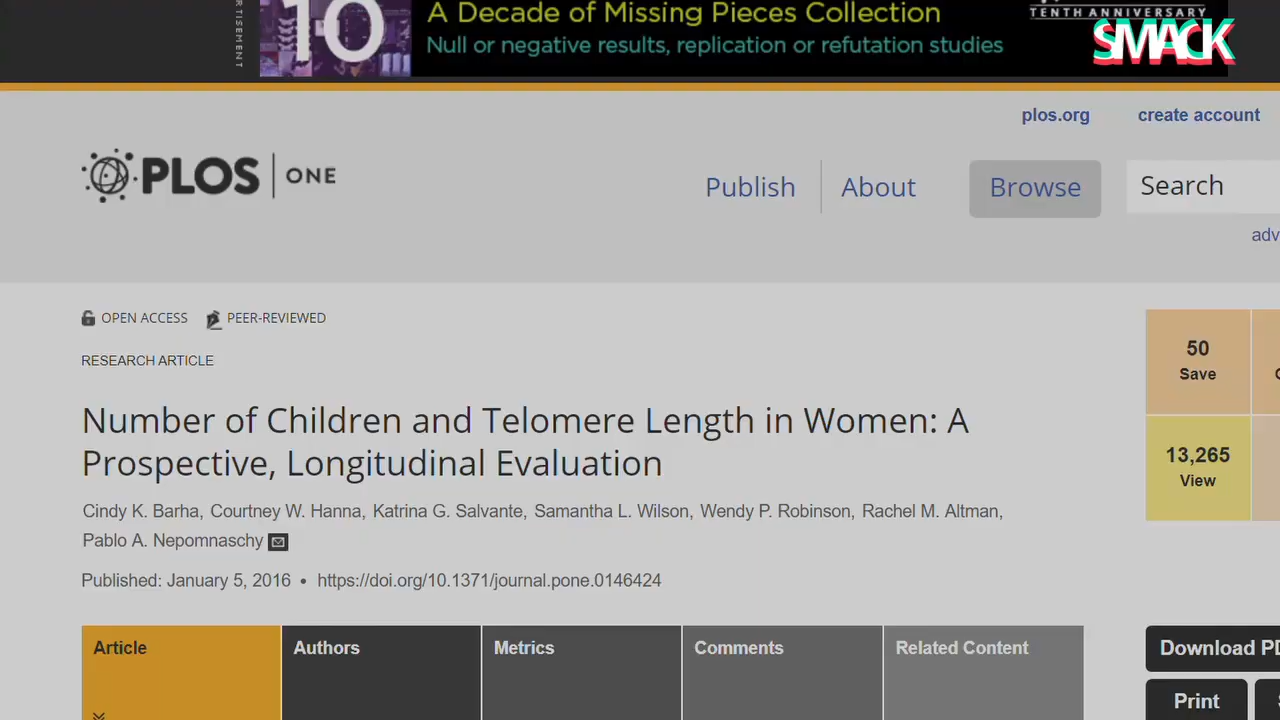 10
A Decade of Missing Pieces Collection
Null or negative results, replication or refutation studies
TENTH ANNIVERSARY
SMACK
plos.org
create account
PLOS ONE
Publish
About
Browse
Search
OPEN ACCESS
PEER-REVIEWED
RESEARCH ARTICLE
Number of Children and Telomere Length in Women: A
Prospective, Longitudinal Evaluation
Cindy K. Barha, Courtney W. Hanna, Katrina G. Salvante, Samantha L. Wilson, Wendy P. Robinson, Rachel M. Altman,
Pablo A. Nepomnaschy
Published: January 5, 2016 • https://doi.org/10.1371/journal.pone.0146424
50
Save
13,265
View
Article
Authors
Metrics
Comments
Related Content
Download
Print